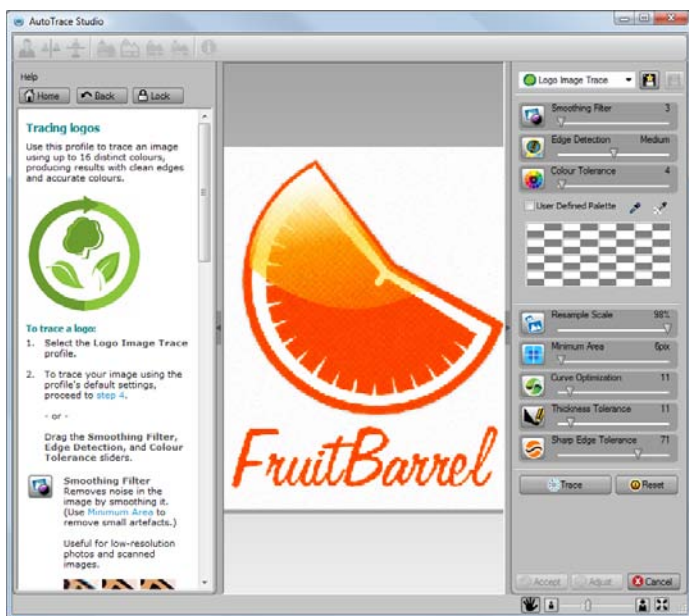 AutoTrace Studio
Help
Home
Back
Lock
Tracing logos
Use this profile to trace an image
using up to 16 distinct colours,
producing results with clean edges
and accurate colours.
To trace a logo:
1. Select the Logo Image Trace
profile.
2. To trace your image using the
profile's default settings,
proceed to step 4.
- or -
Drag the Smoothing Filter,
Edge Detection, and Colour
Tolerance sliders.
Smoothing Filter
Removes noise in the
image by smoothing it.
(Use Minimum Area to
remove small artefacts.)
Useful for low-resolution
photos and scanned
images.
FruitBarrel
Logo Image Trace
Smoothing Filter 3
Edge Detection Medium
Colour Tolerance 4
User Defined Palette
Resample Scale 98%
Minimum Area 6pix
Curve Optimization 11
Thickness Tolerance 11
Sharp Edge Tolerance 71
Trace
Reset
Accept
Adjust
Cancel